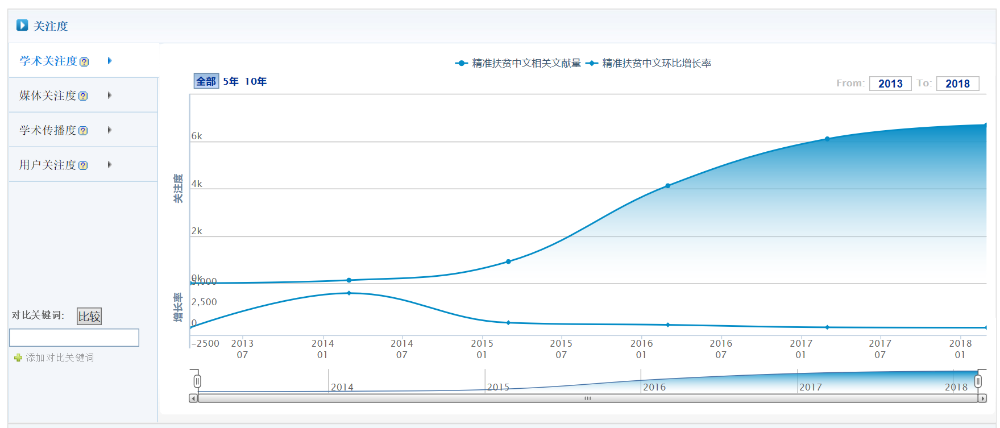 关注度
学术关注度?
媒体关注度?
学术传播度?
用户关注度?
对比关键词: 比较
添加对比关键词
精准扶贫中文相关文献量 精准扶贫中文环比增长率
全部 5年 10年
From: 2013 To: 2018
关注度
6k
4k
2k
0k
增长率
5,000
2,500
0
-2500
2013 07
2014 01
2014 07
2015 01
2015 07
2016 01
2016 07
2017 01
2017 07
2018 01
2014 2015 2016 2017 2018